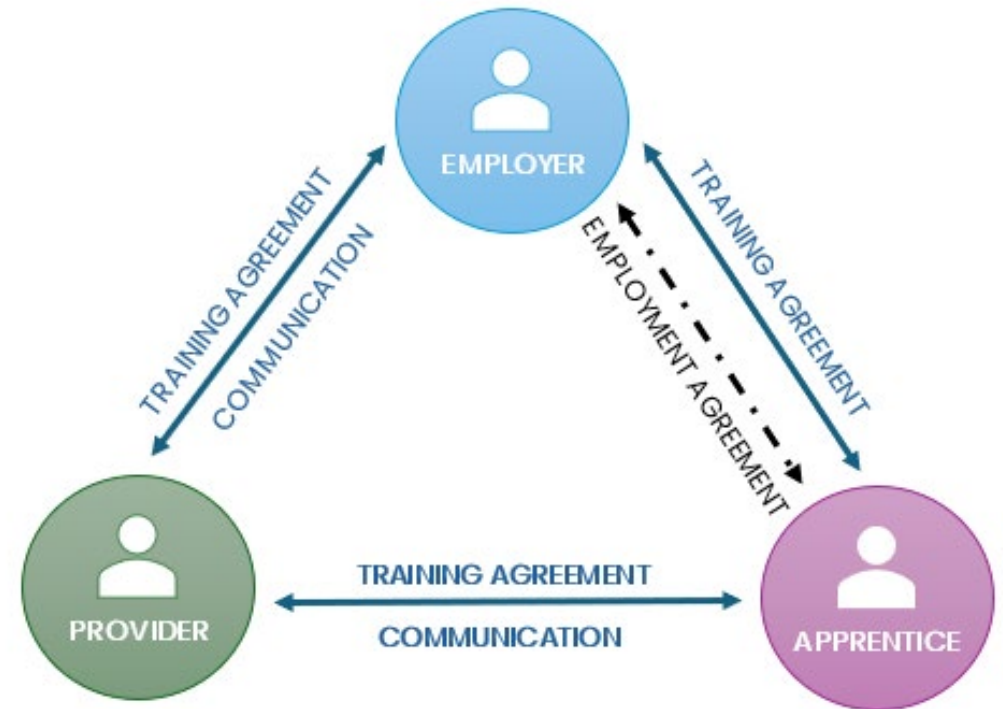 EMPLOYER
TRAINING AGREEMENT
COMMUNICATION
TRAINING AGREEMENT
EMPLOYMENT AGREEMENT
PROVIDER
TRAINING AGREEMENT
COMMUNICATION
APPRENTICE